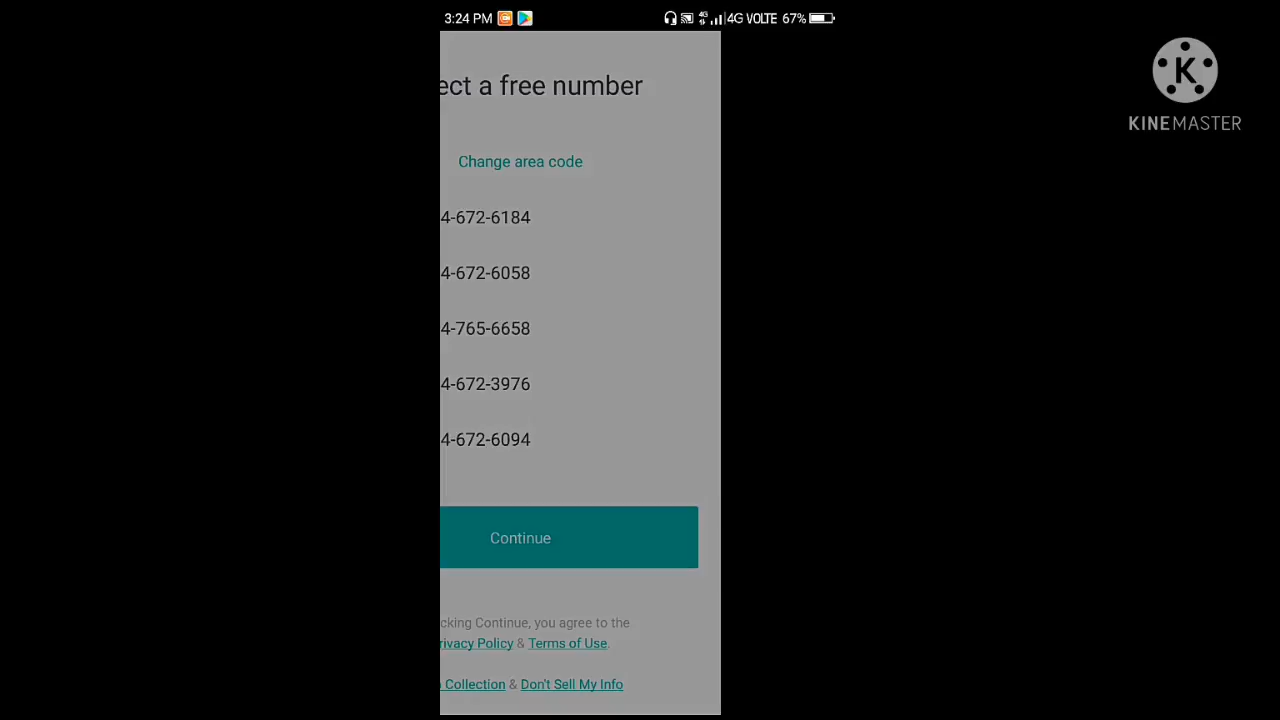 3:24 PM 4G 4G VOLTE 67%
ect a free number
Change area code
4-672-6184
4-672-6058
4-765-6658
4-672-3976
4-672-6094
Continue
cking Continue, you agree to the
rivacy Policy & Terms of Use.
Collection & Don't Sell My Info
K
KINEMASTER